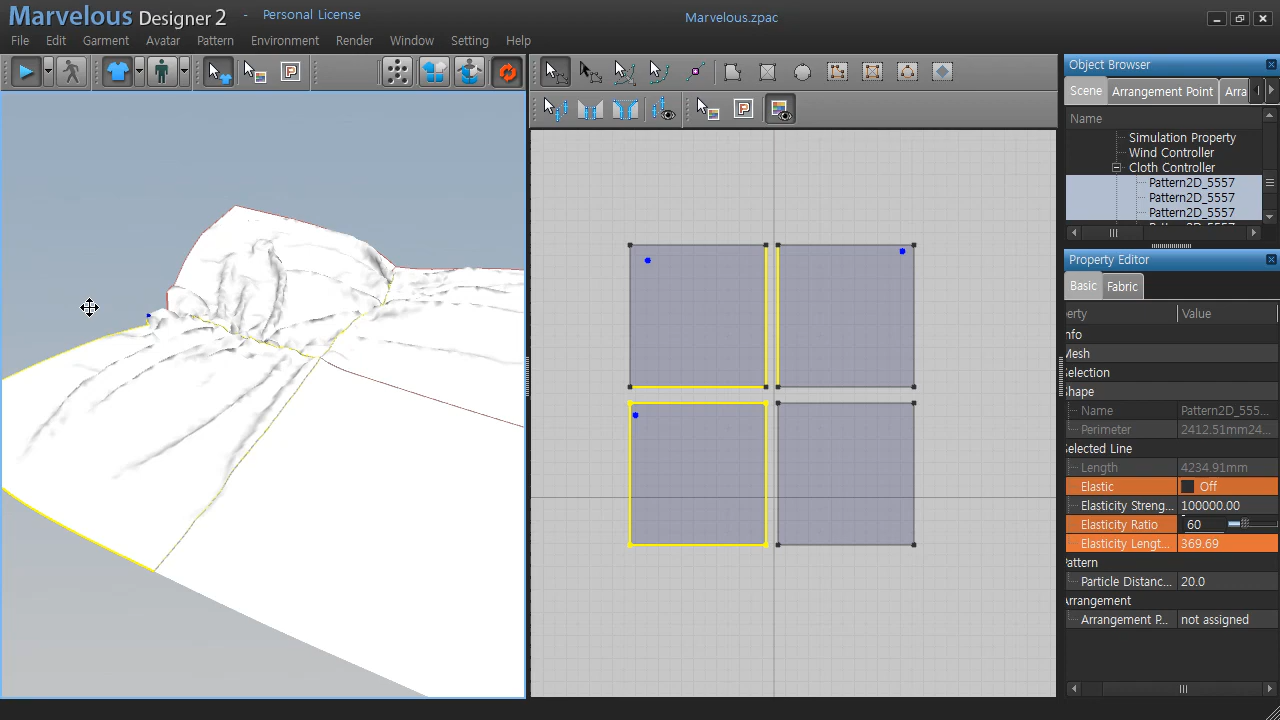 Marvelous Designer 2 - Personal License
Marvelous.zpac
File Edit Garment Avatar Pattern Environment Render Window Setting Help
Object Browser
Scene Arrangement Point Arra
Name
Simulation Property
Wind Controller
Cloth Controller
Pattern2D_5557
Pattern2D_5557
Pattern2D_5557
Property Editor
Basic Fabric
erty Value
nfo
Mesh
Selection
Shape
Name Pattern2D_555...
Perimeter 2412.51mm24...
Selected Line
Length 4234.91mm
Elastic Off
Elasticity Streng... 100000.00
Elasticity Ratio 60
Elasticity Lengt... 369.69
Pattern
Particle Distanc... 20.0
Arrangement
Arrangement P... not assigned